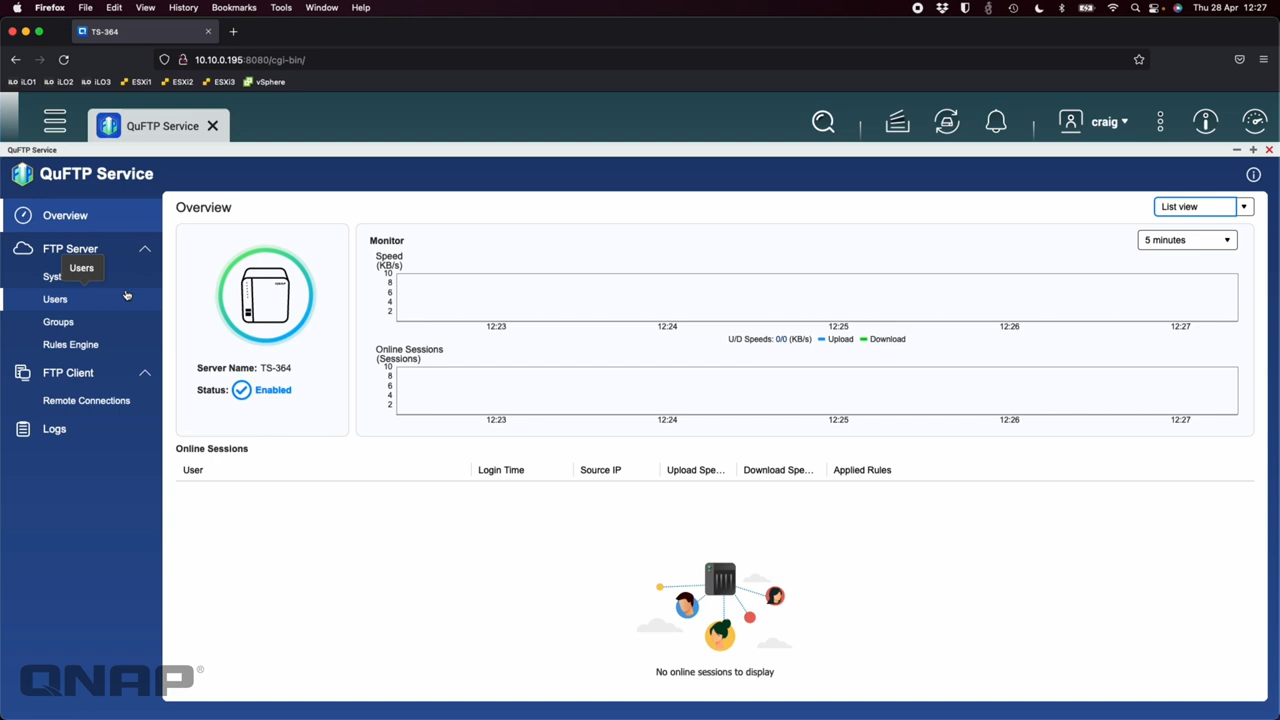 Firefox File Edit View History Bookmarks Tools Window Help Thu 28 Apr 12:27
TS-364
10.10.0.195:8080/cgi-bin/
iLO iLO1 iLO iLO2 iLO iLO3 ESXi1 ESXi2 ESXi3 vSphere
QuFTP Service craig
QuFTP Service
QuFTP Service
Overview
FTP Server
Users
Syst
Users
Groups
Rules Engine
FTP Client
Remote Connections
Logs
Overview
List view
Server Name: TS-364
Status: Enabled
Monitor
5 minutes
Speed
(KB/s)
10
8
6
4
2
12:23 12:24 12:25 12:26 12:27
U/D Speeds: 0/0 (KB/s) Upload Download
Online Sessions
(Sessions)
10
8
6
4
2
12:23 12:24 12:25 12:26 12:27
Online Sessions
User Login Time Source IP Upload Spe... Download Spe... Applied Rules
No online sessions to display
QNAP®